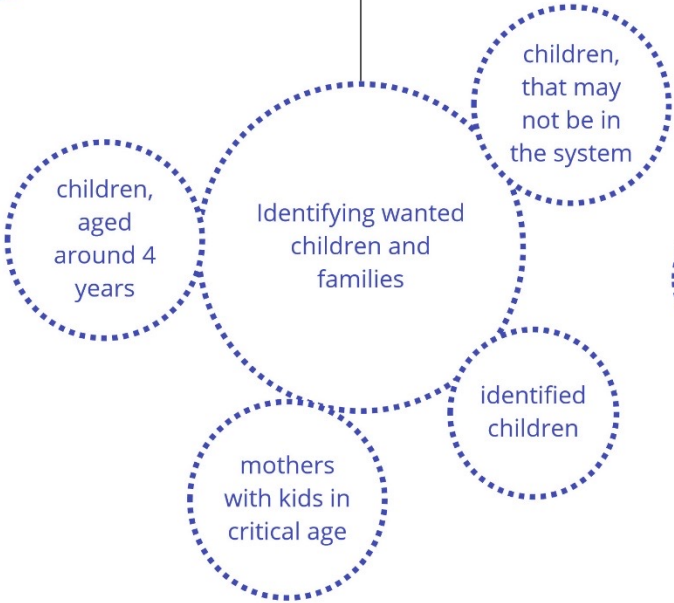 children,
that may
not be in
the system
children,
aged
around 4
years
Identifying wanted
children and
families
identified
children
mothers
with kids in
critical age